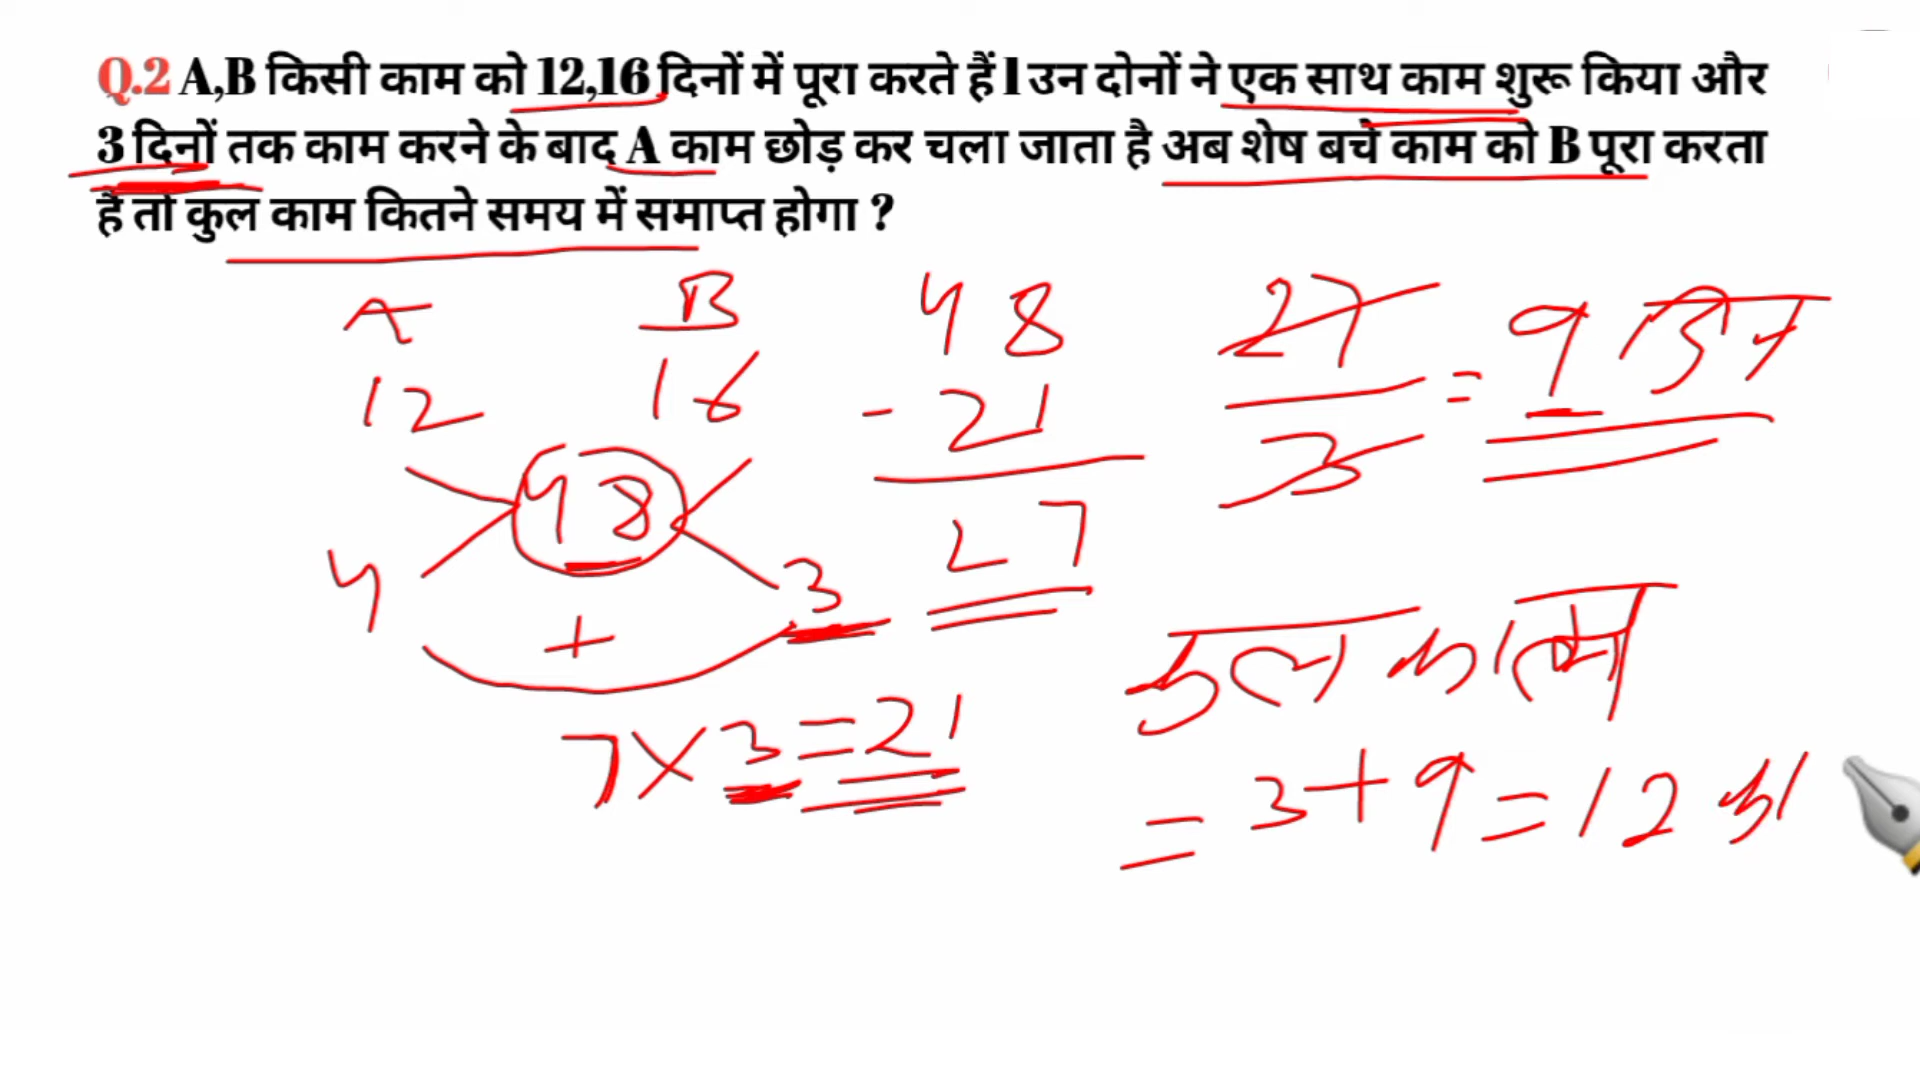 Q.2 A,B किसी काम को 12,16 दिनों में पूरा करते हैं l उन दोनों ने एक साथ काम शुरू किया और
3 दिनों तक काम करने के बाद A काम छोड़ कर चला जाता है अब शेष बचे काम को B पूरा करता
है तो कुल काम कितने समय में समाप्त होगा ?
A B
12 16
48
4 + 3
7 × 3 = 21
48
- 21
27
27 / 3 = 9 दिन
कुल काम
= 3 + 9 = 12 का